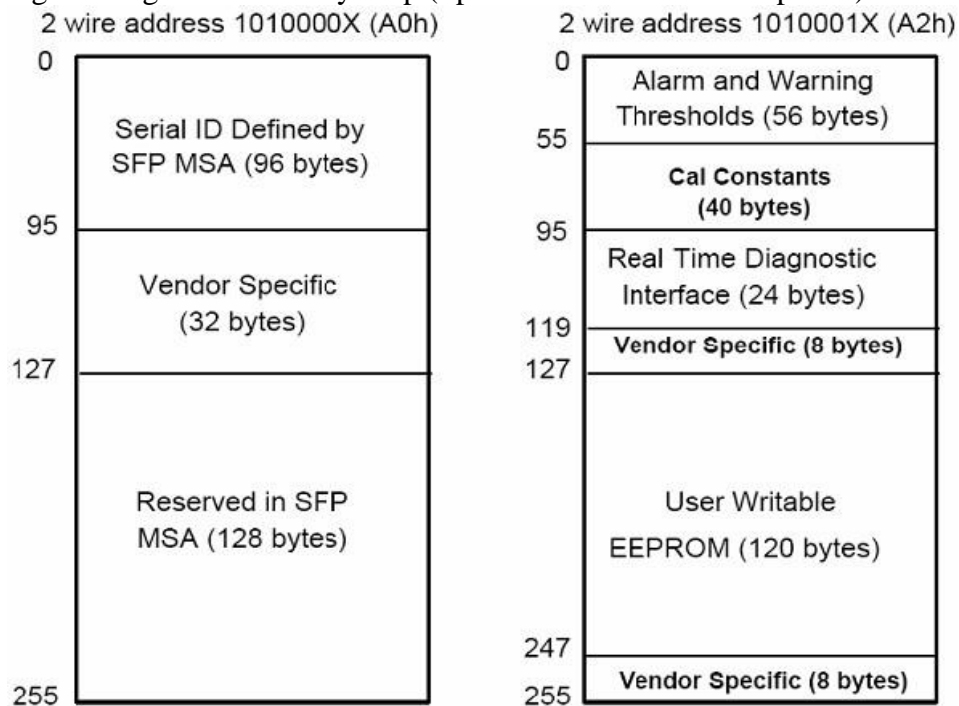 2 wire address 1010000X (A0h)
0
Serial ID Defined by
SFP MSA (96 bytes)
95
Vendor Specific
(32 bytes)
127
Reserved in SFP
MSA (128 bytes)
255
2 wire address 1010001X (A2h)
0
Alarm and Warning
Thresholds (56 bytes)
55
Cal Constants
(40 bytes)
95
Real Time Diagnostic
Interface (24 bytes)
119
Vendor Specific (8 bytes)
127
User Writable
EEPROM (120 bytes)
247
Vendor Specific (8 bytes)
255